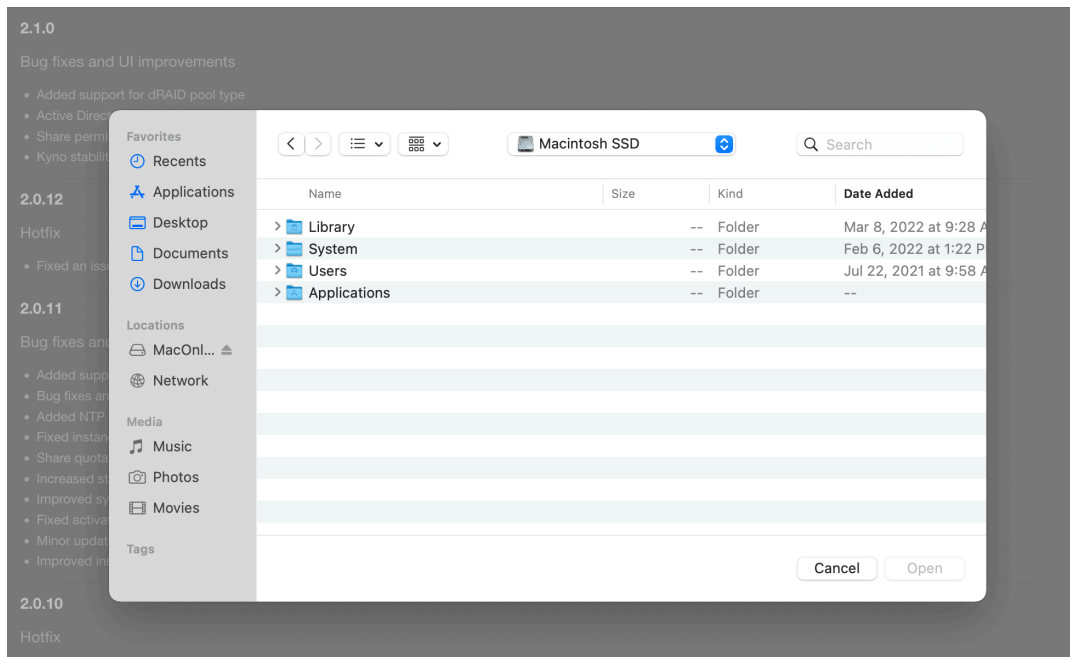 2.1.0
Bug fixes and UI improvements
• Added support for dRAID pool type
• Active Direct
• Share permi
• Kyno stabilit
2.0.12
Hotfix
• Fixed an iss
2.0.11
Bug fixes and
• Added supp
• Bug fixes an
• Added NTP
• Fixed instan
• Share quota
• Increased st
• Improved sy
• Fixed activa
• Minor updat
• Improved ins
2.0.10
Hotfix
Favorites
Recents
Applications
Desktop
Documents
Downloads
Locations
MacOnl...
Network
Media
Music
Photos
Movies
Tags
Macintosh SSD
Search
Name Size Kind Date Added
Library -- Folder Mar 8, 2022 at 9:28 A
System -- Folder Feb 6, 2022 at 1:22 P
Users -- Folder Jul 22, 2021 at 9:58 A
Applications -- Folder --
Cancel Open